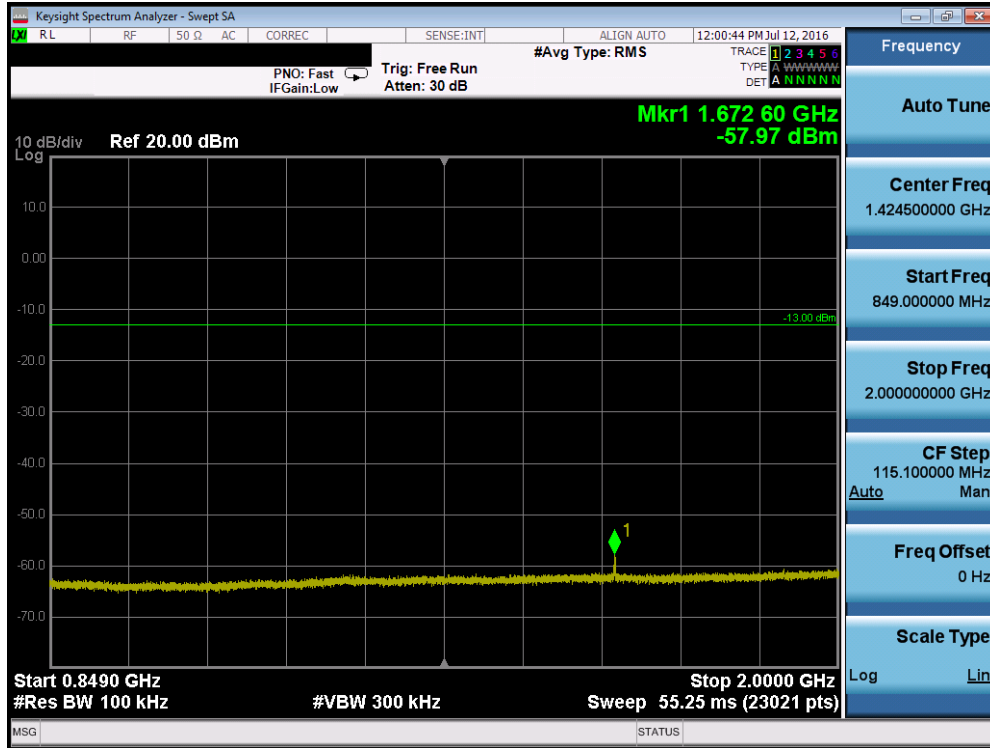 Keysight Spectrum Analyzer - Swept SA
LXI RL RF 50 Ω AC CORREC SENSE:INT ALIGN AUTO 12:00:44 PM Jul 12, 2016
PNO: Fast IFGain:Low
Trig: Free Run
Atten: 30 dB
#Avg Type: RMS
TRACE 1 2 3 4 5 6
TYPE A WWWWW
DET A N N N N N
Mkr1 1.672 60 GHz
-57.97 dBm
10 dB/div Ref 20.00 dBm
Log
10.0
0.00
-10.0
-13.00 dBm
-20.0
-30.0
-40.0
-50.0
1
-60.0
-70.0
Start 0.8490 GHz Stop 2.0000 GHz
#Res BW 100 kHz #VBW 300 kHz Sweep 55.25 ms (23021 pts)
MSG STATUS
Frequency
Auto Tune
Center Freq
1.424500000 GHz
Start Freq
849.000000 MHz
Stop Freq
2.000000000 GHz
CF Step
115.100000 MHz
Auto Man
Freq Offset
0 Hz
Scale Type
Log Lin